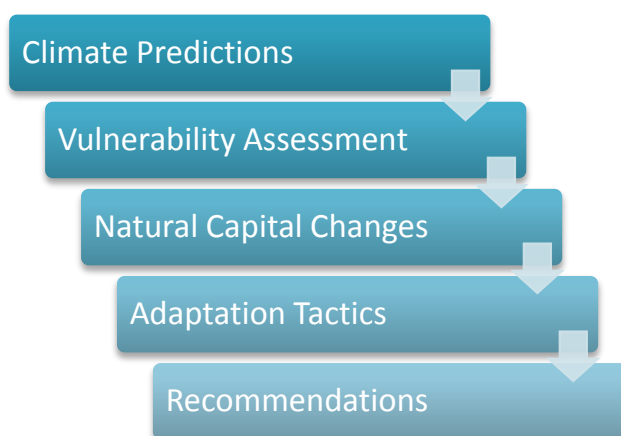 Climate Predictions
Vulnerability Assessment
Natural Capital Changes
Adaptation Tactics
Recommendations